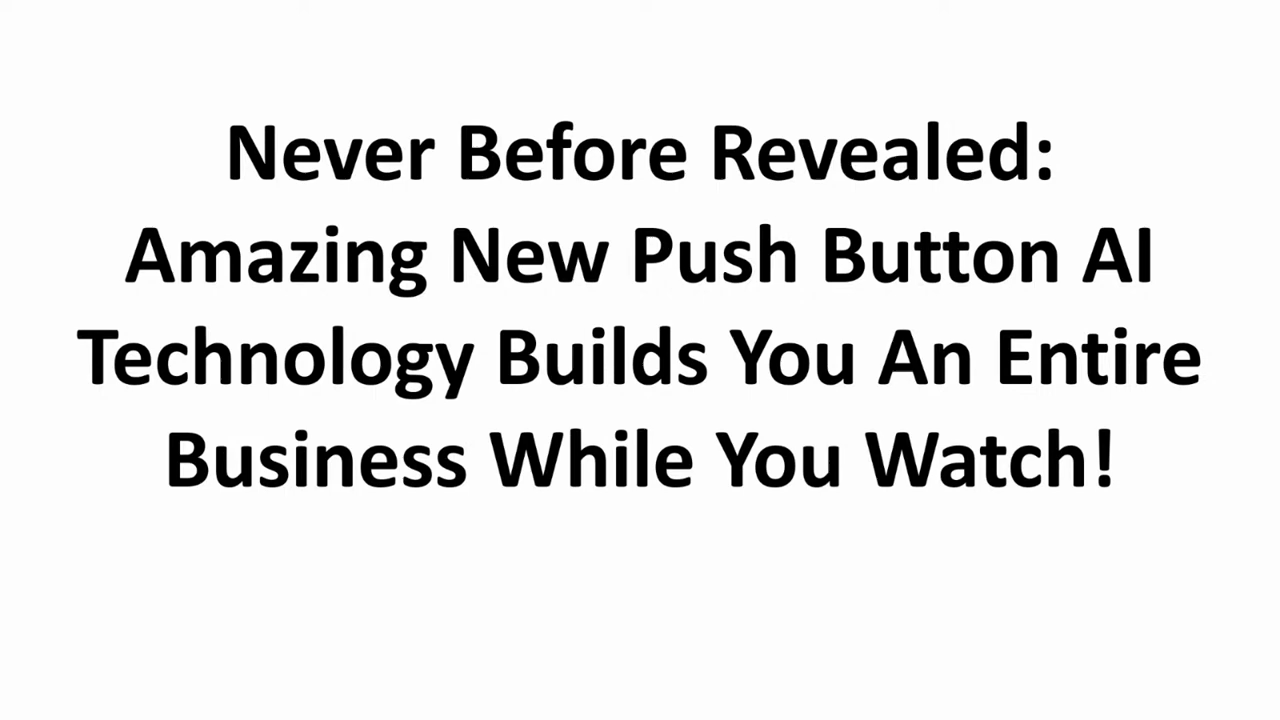 Never Before Revealed:
Amazing New Push Button AI
Technology Builds You An Entire
Business While You Watch!